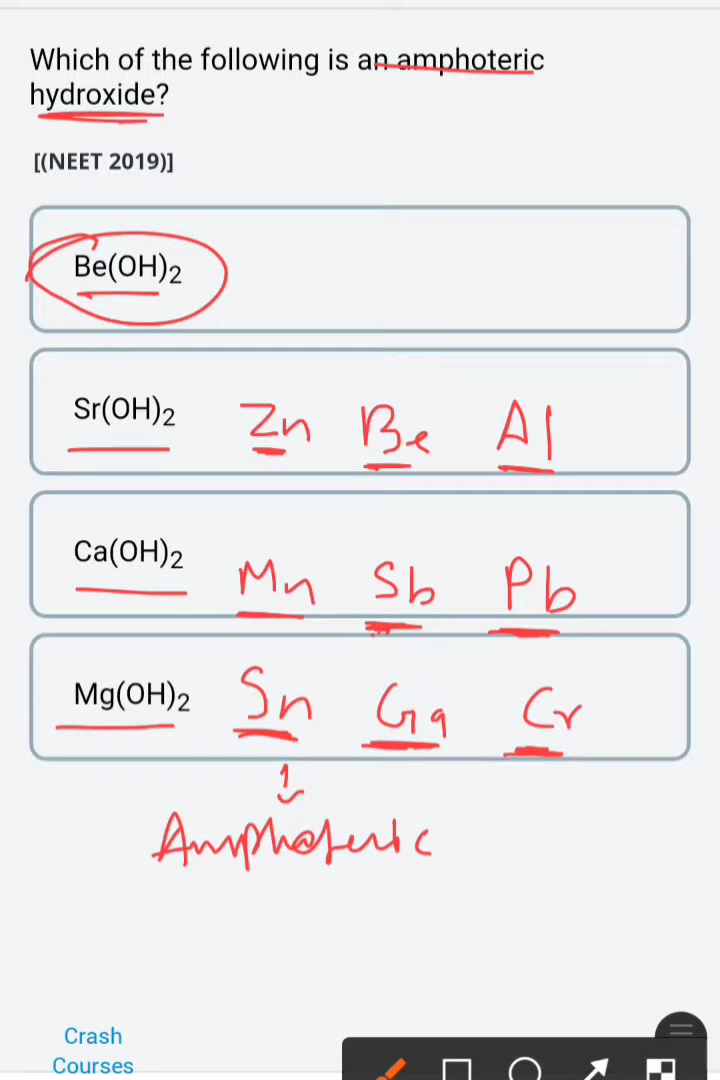 Which of the following is an amphoteric
hydroxide?
[(NEET 2019)]
Be(OH)2
Sr(OH)2 Zn Be Al
Ca(OH)2 Mn Sb Pb
Mg(OH)2 Sn Ga Cr
Amphoteric
Crash
Courses